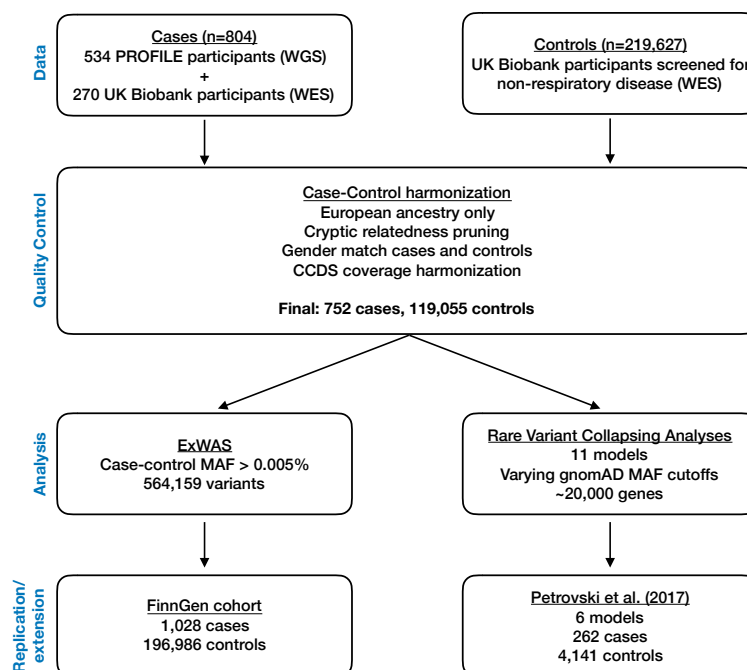 Data
Cases (n=804)
534 PROFILE participants (WGS)
+
270 UK Biobank participants (WES)
Controls (n=219,627)
UK Biobank participants screened for
non-respiratory disease (WES)
Quality Control
Case-Control harmonization
European ancestry only
Cryptic relatedness pruning
Gender match cases and controls
CCDS coverage harmonization
Final: 752 cases, 119,055 controls
Analysis
ExWAS
Case-control MAF > 0.005%
564,159 variants
Rare Variant Collapsing Analyses
11 models
Varying gnomAD MAF cutoffs
~20,000 genes
Replication/
extension
FinnGen cohort
1,028 cases
196,986 controls
Petrovski et al. (2017)
6 models
262 cases
4,141 controls